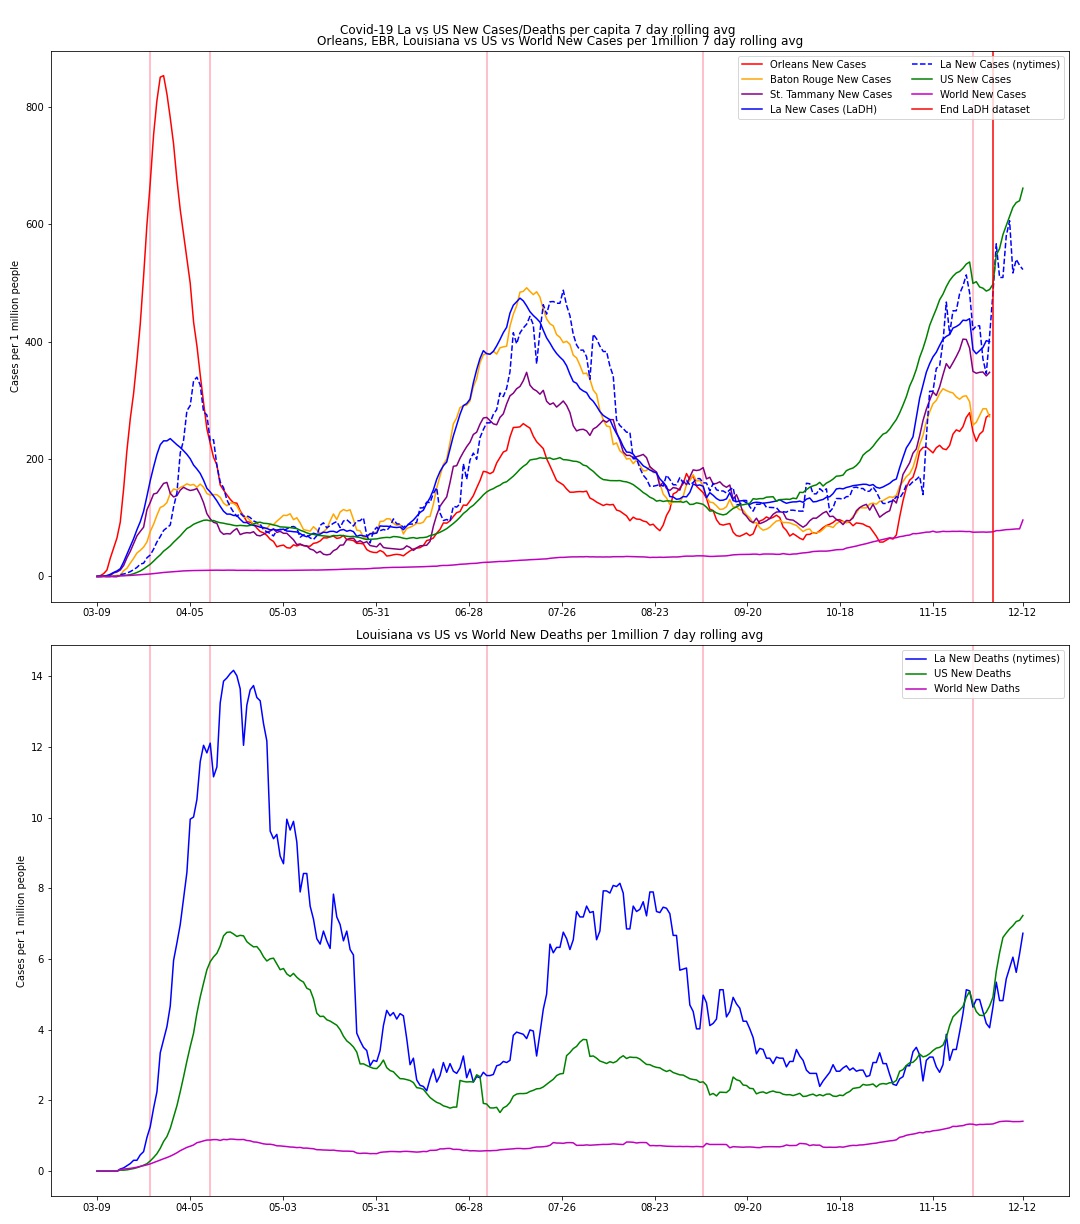 Covid-19 La vs US New Cases/Deaths per capita 7 day rolling avg
Orleans, EBR, Louisiana vs US vs World New Cases per 1million 7 day rolling avg
Orleans New Cases
Baton Rouge New Cases
St. Tammany New Cases
La New Cases (LaDH)
La New Cases (nytimes)
US New Cases
World New Cases
End LaDH dataset
Cases per 1 million people
800
600
400
200
0
03-09 04-05 05-03 05-31 06-28 07-26 08-23 09-20 10-18 11-15 12-12
Louisiana vs US vs World New Deaths per 1million 7 day rolling avg
La New Deaths (nytimes)
US New Deaths
World New Daths
Cases per 1 million people
14
12
10
8
6
4
2
0
03-09 04-05 05-03 05-31 06-28 07-26 08-23 09-20 10-18 11-15 12-12